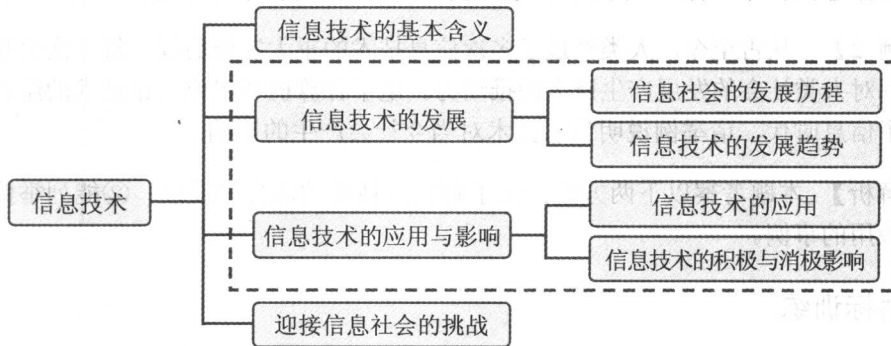 信息技术的基本含义
信息技术的发展
信息社会的发展历程
信息技术的发展趋势
信息技术
信息技术的应用与影响
信息技术的应用
信息技术的积极与消极影响
迎接信息社会的挑战